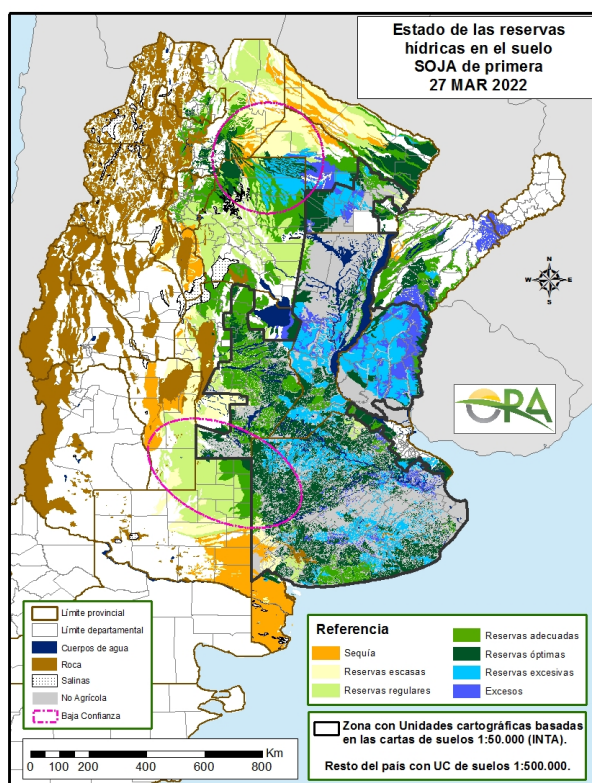 Estado de las reservas
hídricas en el suelo
SOJA de primera
27 MAR 2022
N
W
E
S
ORA
Límite provincial
Límite departamental
Cuerpos de agua
Roca
Salinas
No Agrícola
Baja Confianza
0 100 200 400 600 800
Km
Referencia
Sequía
Reservas escasas
Reservas regulares
Reservas adecuadas
Reservas óptimas
Reservas excesivas
Excesos
Zona con Unidades cartográficas basadas
en las cartas de suelos 1:50.000 (INTA).
Resto del país con UC de suelos 1:500.000.